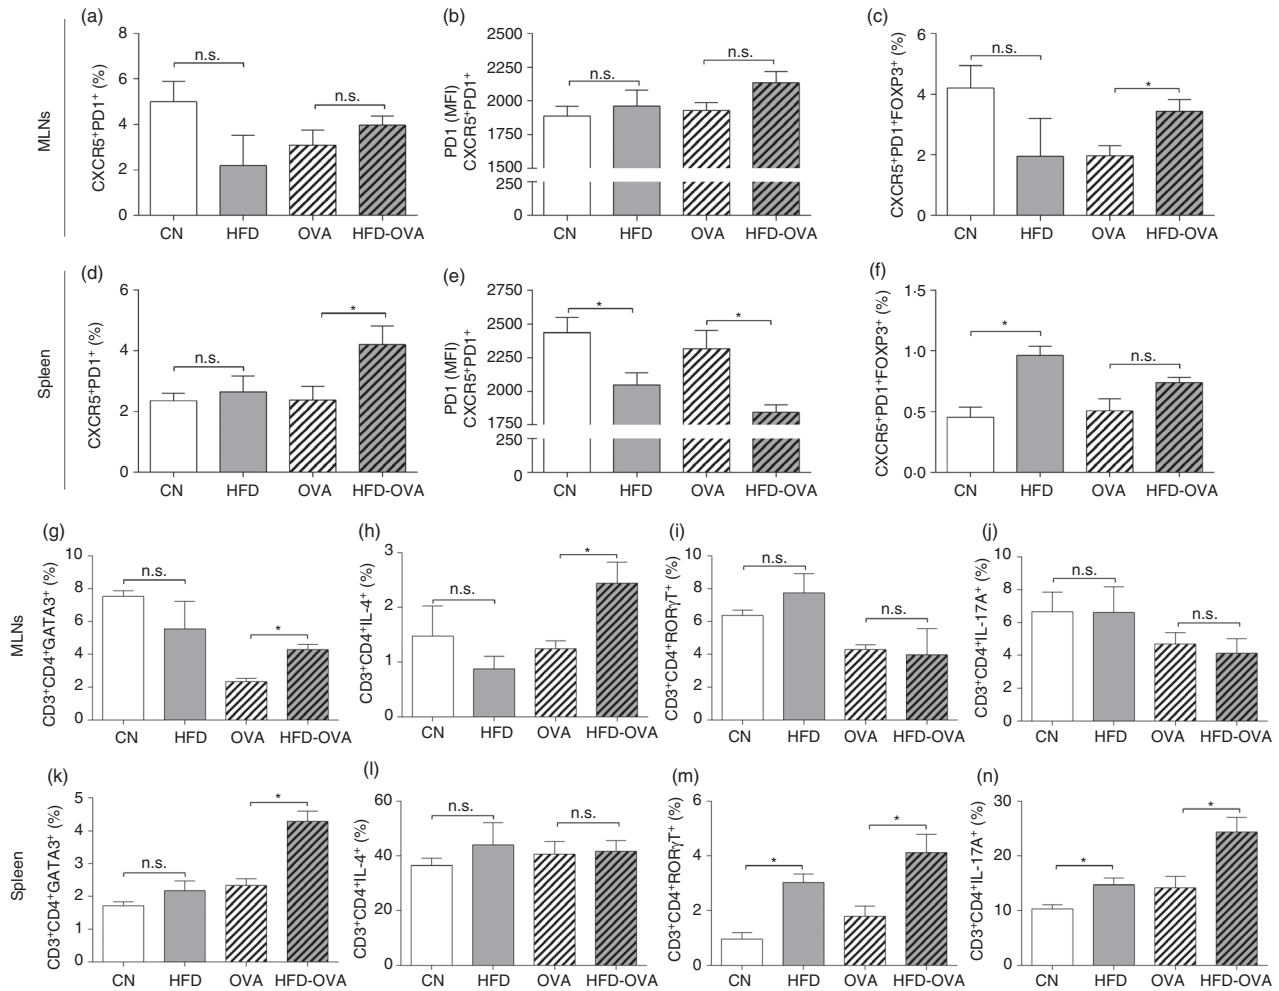 MLNs
(a)
CXCR5⁺PD1⁺ (%)
8
6
4
2
0
n.s.
n.s.
CN HFD OVA HFD-OVA
(b)
PD1 (MFI)
CXCR5⁺PD1⁺
2500
2250
2000
1750
1500
250
0
n.s.
n.s.
CN HFD OVA HFD-OVA
(c)
CXCR5⁺PD1⁺FOXP3⁺ (%)
6
4
2
0
n.s.
*
CN HFD OVA HFD-OVA
Spleen
(d)
CXCR5⁺PD1⁺ (%)
6
4
2
0
n.s.
*
CN HFD OVA HFD-OVA
(e)
PD1 (MFI)
CXCR5⁺PD1⁺
2750
2500
2250
2000
1750
250
0
*
*
CN HFD OVA HFD-OVA
(f)
CXCR5⁺PD1⁺FOXP3⁺ (%)
1·5
1·0
0·5
0·0
*
n.s.
CN HFD OVA HFD-OVA
MLNs
(g)
CD3⁺CD4⁺GATA3⁺ (%)
10
8
6
4
2
0
n.s.
*
CN HFD OVA HFD-OVA
(h)
CD3⁺CD4⁺IL-4⁺ (%)
3
2
1
0
n.s.
*
CN HFD OVA HFD-OVA
(i)
CD3⁺CD4⁺RORγT⁺ (%)
10
8
6
4
2
0
n.s.
n.s.
CN HFD OVA HFD-OVA
(j)
CD3⁺CD4⁺IL-17A⁺ (%)
10
8
6
4
2
0
n.s.
n.s.
CN HFD OVA HFD-OVA
Spleen
(k)
CD3⁺CD4⁺GATA3⁺ (%)
5
4
3
2
1
0
n.s.
*
CN HFD OVA HFD-OVA
(l)
CD3⁺CD4⁺IL-4⁺ (%)
60
40
20
0
n.s.
n.s.
CN HFD OVA HFD-OVA
(m)
CD3⁺CD4⁺RORγT⁺ (%)
6
4
2
0
*
*
CN HFD OVA HFD-OVA
(n)
CD3⁺CD4⁺IL-17A⁺ (%)
30
20
10
0
*
*
CN HFD OVA HFD-OVA